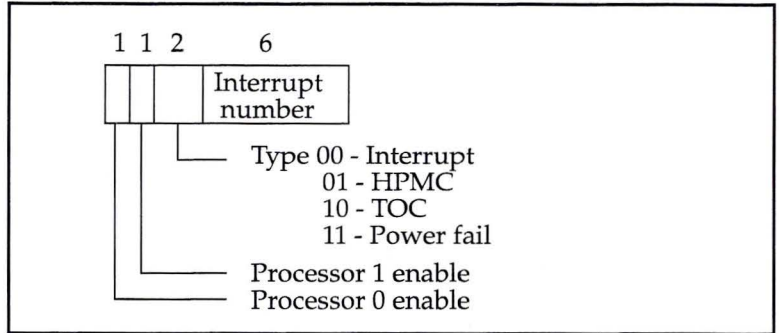 1 1 2 6
Interrupt
number
Type 00 - Interrupt
01 - HPMC
10 - TOC
11 - Power fail
Processor 1 enable
Processor 0 enable